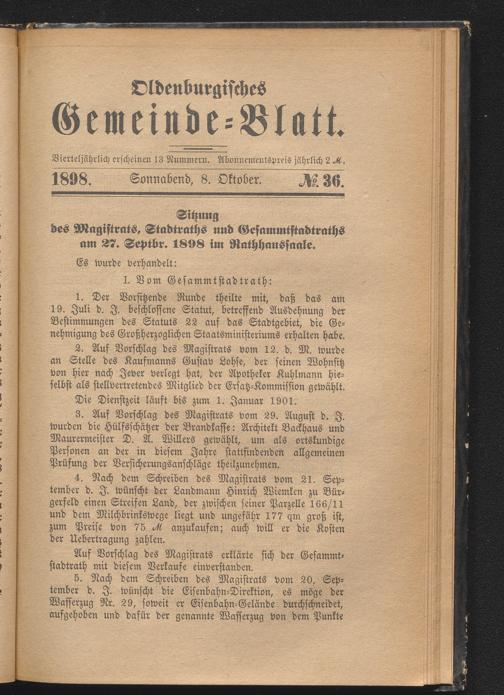 Oldenburgisches
Gemeinde-Blatt.
Vierteljährlich erscheinen 13 Nummern. Abonnementspreis jährlich 2 ℳ.
1898. Sonnabend, 8. Oktober. №. 36.
Sitzung
des Magistrats, Stadtraths und Gesammtstadtraths
am 27. Septbr. 1898 im Rathhaussaale.
Es wurde verhandelt:
I. Vom Gesammtstadtrath:
1. Der Vorsitzende Runde theilte mit, daß das am
19. Juli d. J. beschlossene Statut, betreffend Ausdehnung der
Bestimmungen des Statuts 22 auf das Stadtgebiet, die Ge-
nehmigung des Großherzoglichen Staatsministeriums erhalten habe.
2. Auf Vorschlag des Magistrats vom 12. d. M. wurde
an Stelle des Kaufmanns Gustav Lohse, der seinen Wohnsitz
von hier nach Jever verlegt hat, der Apotheker Kuhlmann hie-
selbst als stellvertretendes Mitglied der Ersatz-Kommission gewählt.
Die Dienstzeit läuft bis zum 1. Januar 1901.
3. Auf Vorschlag des Magistrats vom 29. August d. J.
wurden die Hülfsschätzer der Brandkasse: Architekt Backhaus und
Maurermeister D. A. Willers gewählt, um als ortskundige
Personen an der in diesem Jahre stattfindenden allgemeinen
Prüfung der Versicherungsanschläge theilzunehmen.
4. Nach dem Schreiben des Magistrats vom 21. Sep-
tember d. J. wünscht der Landmann Hinrich Wiemken zu Bür-
gerfeld einen Streifen Land, der zwischen seiner Parzelle 166/11
und dem Milchbrinkswege liegt und ungefähr 177 qm groß ist,
zum Preise von 75 ℳ anzukaufen; auch will er die Kosten
der Uebertragung zahlen.
Auf Vorschlag des Magistrats erklärte sich der Gesammt-
stadtrath mit diesem Verkaufe einverstanden.
5. Nach dem Schreiben des Magistrats vom 20. Sep-
tember d. J. wünscht die Eisenbahn-Direktion, es möge der
Wasserzug Nr. 29, soweit er Eisenbahn-Gelände durchschneidet,
aufgehoben und dafür der genannte Wasserzug von dem Punkte